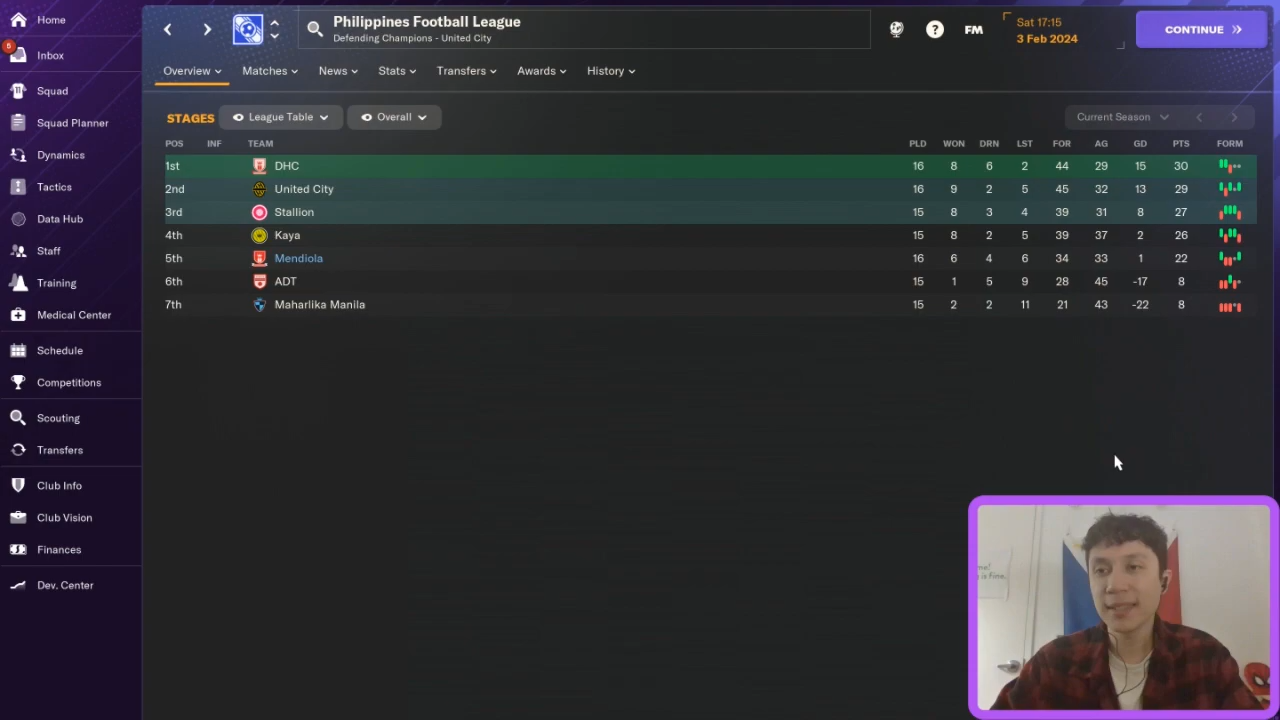 Home
5
Inbox
Squad
Squad Planner
Dynamics
Tactics
Data Hub
Staff
Training
Medical Center
Schedule
Competitions
Scouting
Transfers
Club Info
Club Vision
Finances
Dev. Center
Philippines Football League
Defending Champions - United City
?
FM
Sat 17:15
3 Feb 2024
CONTINUE
Overview Matches News Stats Transfers Awards History
STAGES League Table Overall Current Season
POS INF TEAM PLD WON DRN LST FOR AG GD PTS FORM
1st DHC 16 8 6 2 44 29 15 30
2nd United City 16 9 2 5 45 32 13 29
3rd Stallion 15 8 3 4 39 31 8 27
4th Kaya 15 8 2 5 39 37 2 26
5th Mendiola 16 6 4 6 34 33 1 22
6th ADT 15 1 5 9 28 45 -17 8
7th Maharlika Manila 15 2 2 11 21 43 -22 8
is Fine.